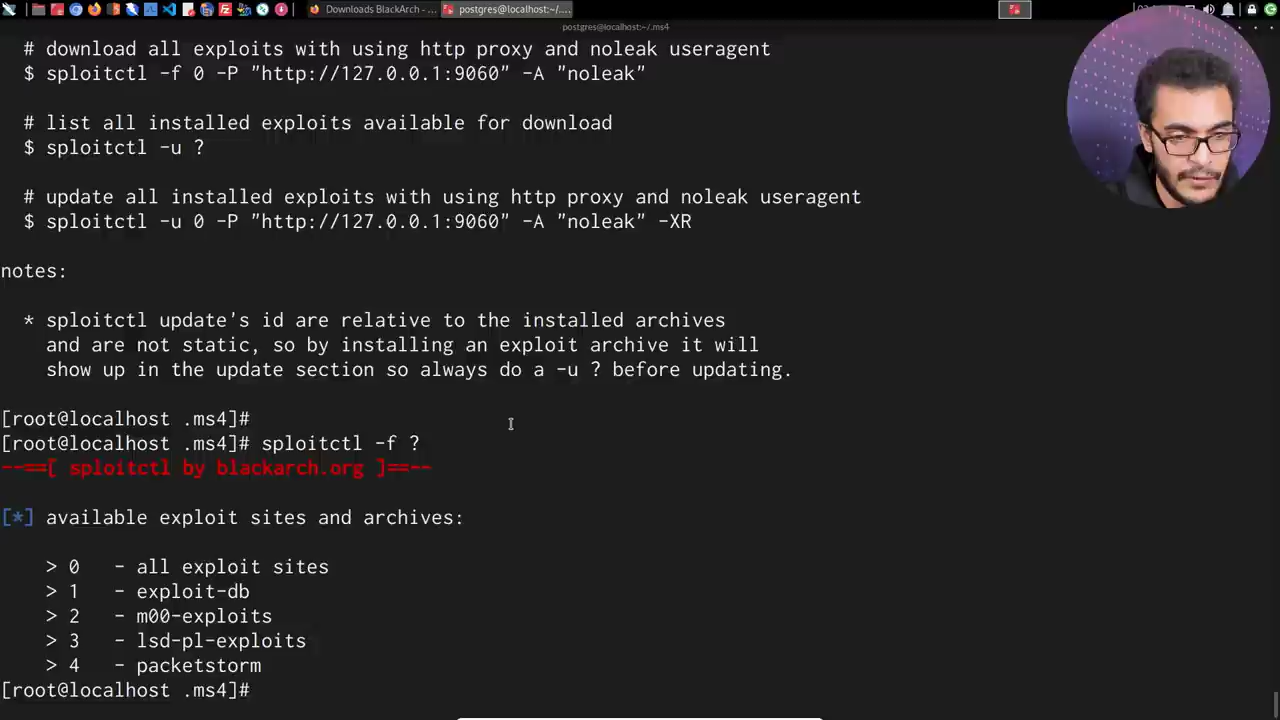 Downloads BlackArch - ...
postgres@localhost:~/....
postgres@localhost:~/.ms4
# download all exploits with using http proxy and noleak useragent
$ sploitctl -f 0 -P "http://127.0.0.1:9060" -A "noleak"
# list all installed exploits available for download
$ sploitctl -u ?
# update all installed exploits with using http proxy and noleak useragent
$ sploitctl -u 0 -P "http://127.0.0.1:9060" -A "noleak" -XR
notes:
* sploitctl update's id are relative to the installed archives
and are not static, so by installing an exploit archive it will
show up in the update section so always do a -u ? before updating.
[root@localhost .ms4]#
[root@localhost .ms4]# sploitctl -f ?
--==[ sploitctl by blackarch.org ]==--
[*] available exploit sites and archives:
> 0 - all exploit sites
> 1 - exploit-db
> 2 - m00-exploits
> 3 - lsd-pl-exploits
> 4 - packetstorm
[root@localhost .ms4]#